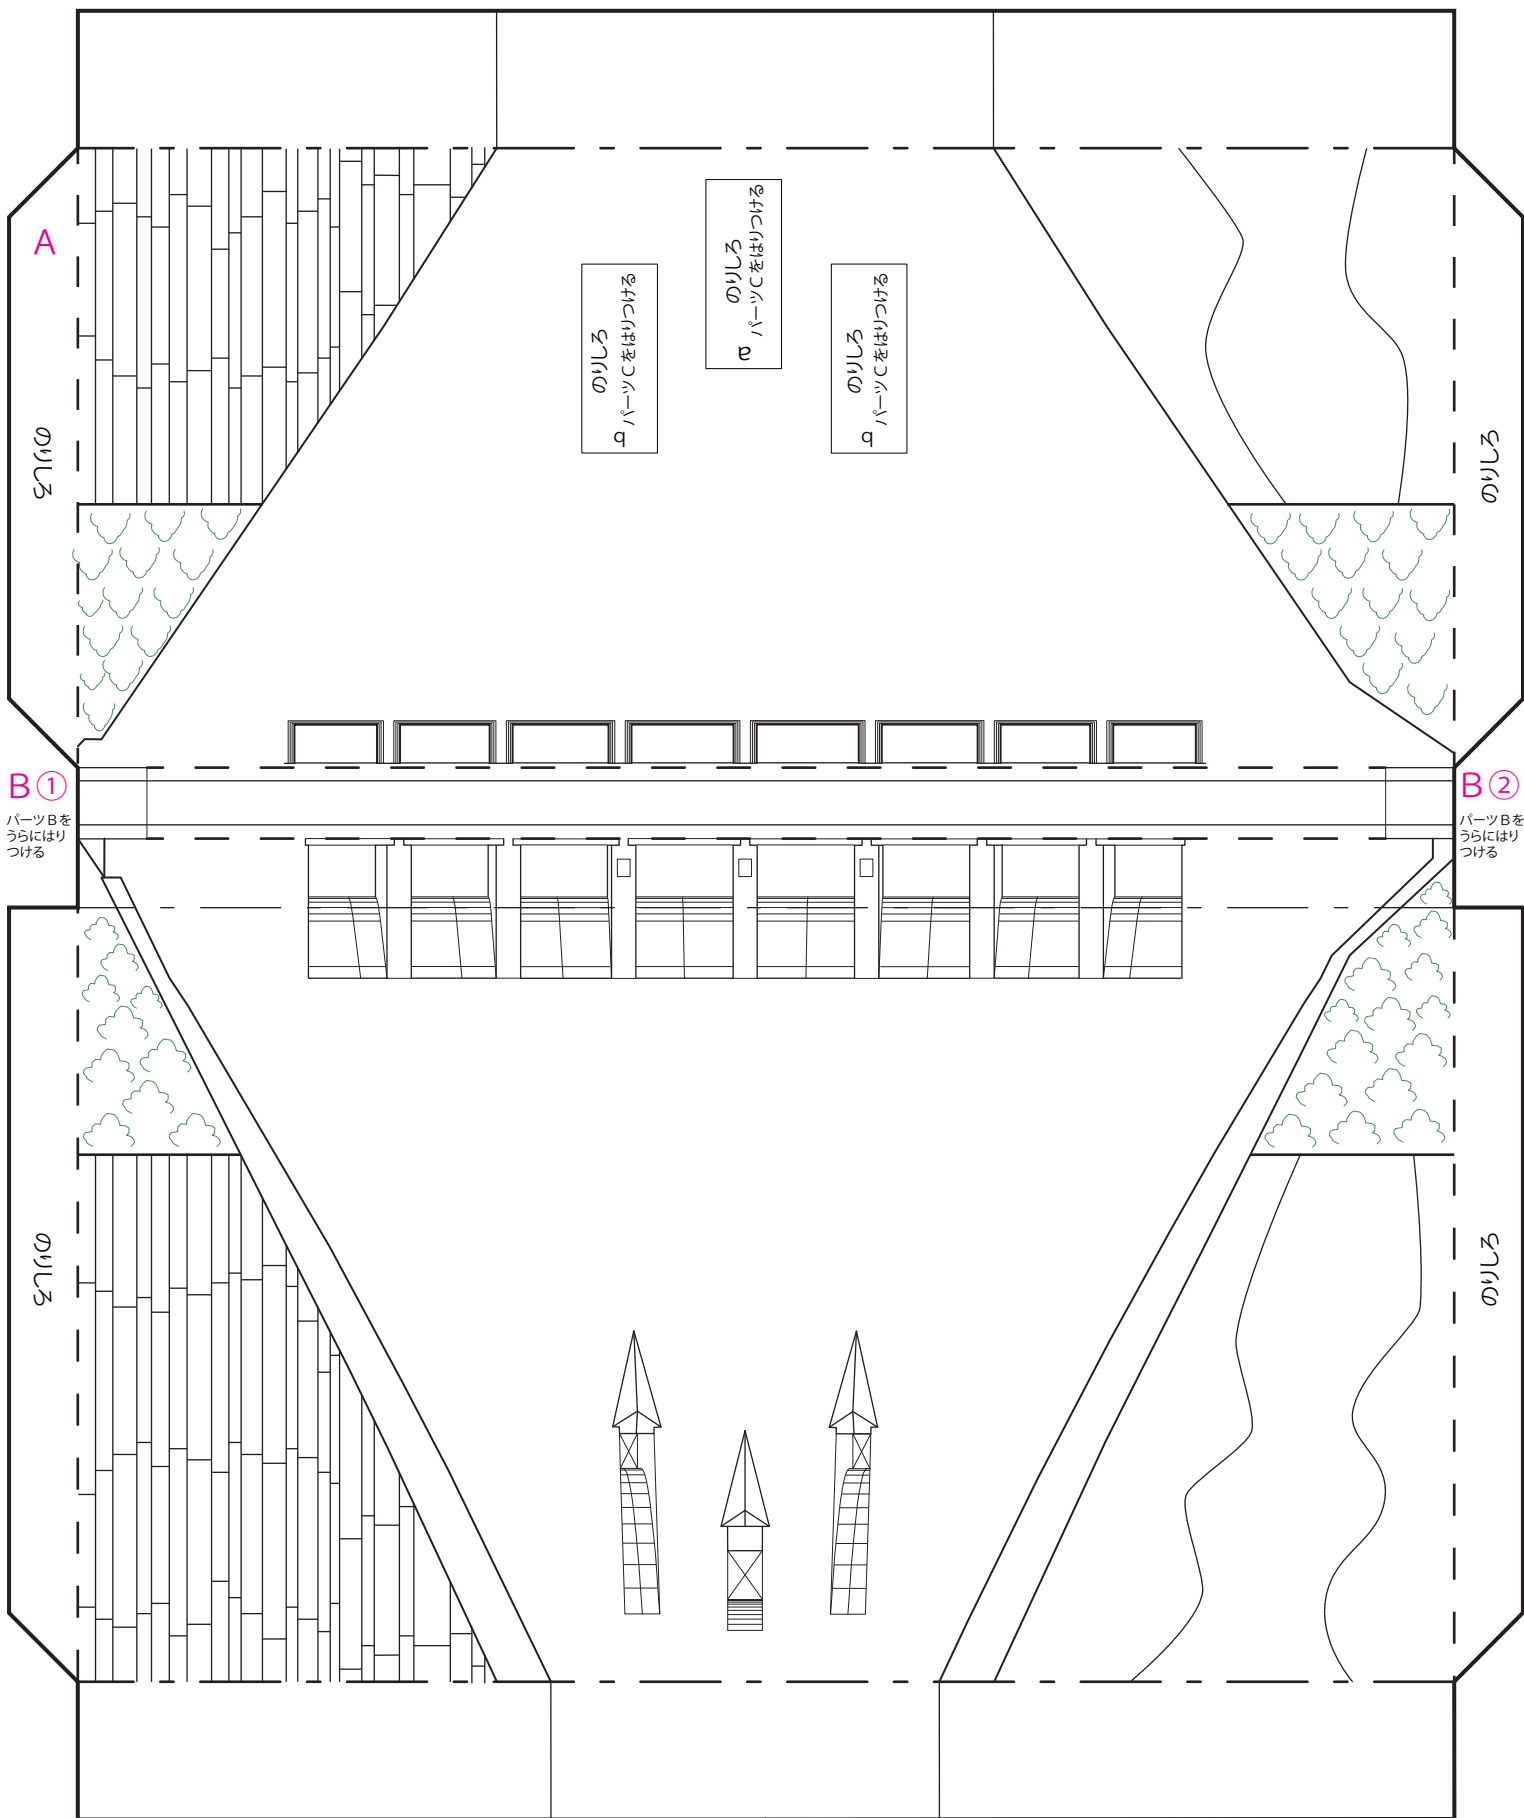 A
のりしろ
パーツCをはりつける
a
のりしろ
パーツCをはりつける
b
のりしろ
パーツCをはりつける
b
のりしろ
のりしろ
B①
パーツBを
うらにはり
つける
B②
パーツBを
うらにはり
つける
のりしろ
のりしろ